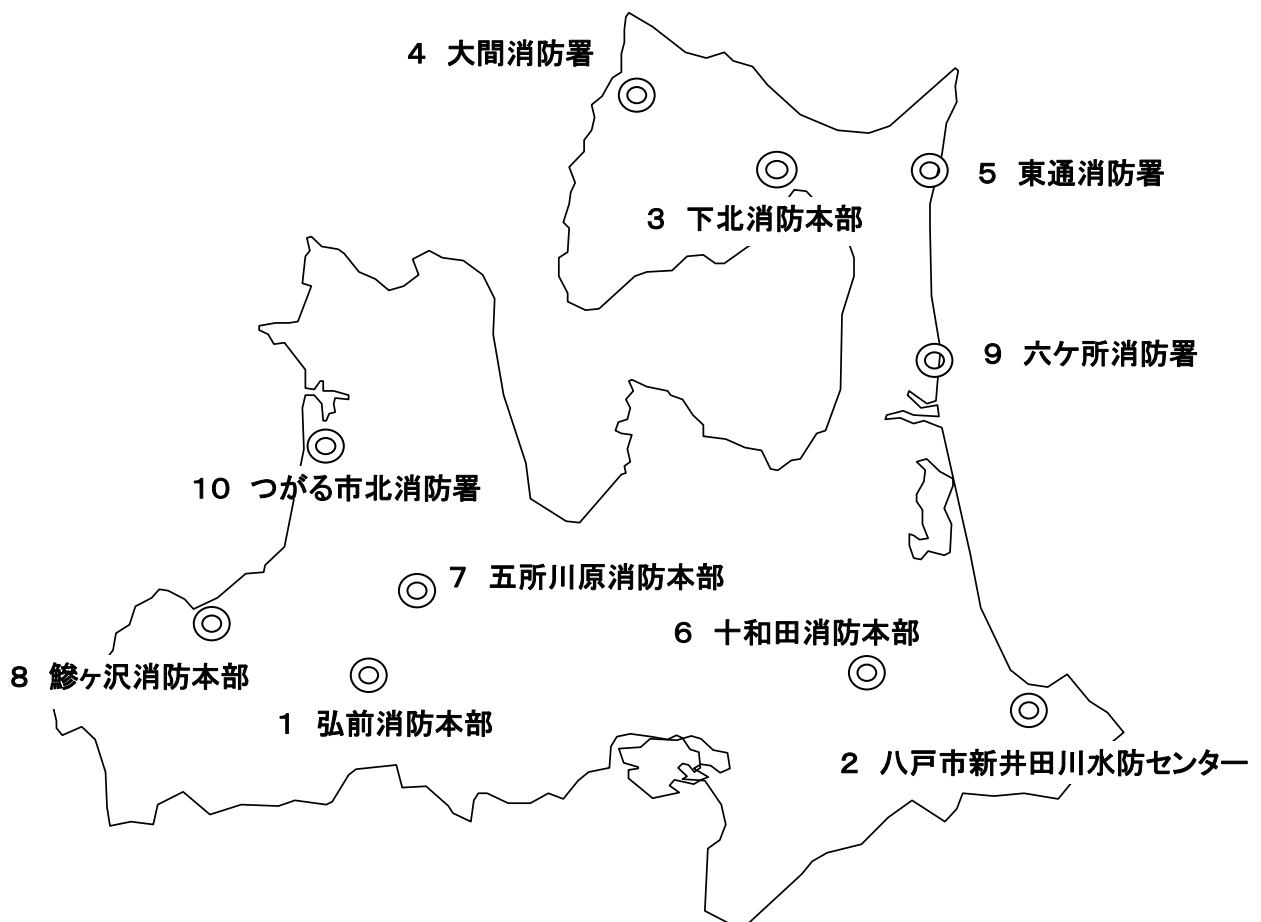 4 大間消防署
5 東通消防署
3 下北消防本部
9 六ケ所消防署
10 つがる市北消防署
7 五所川原消防本部
6 十和田消防本部
8 鰺ヶ沢消防本部
1 弘前消防本部
2 八戸市新井田川水防センター